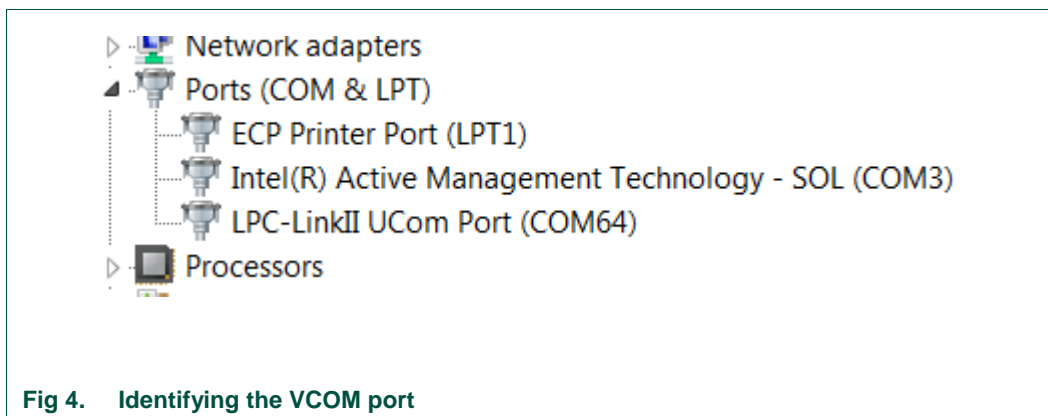 Network adapters
Ports (COM & LPT)
ECP Printer Port (LPT1)
Intel(R) Active Management Technology - SOL (COM3)
LPC-LinkII UCom Port (COM64)
Processors
Fig 4. Identifying the VCOM port